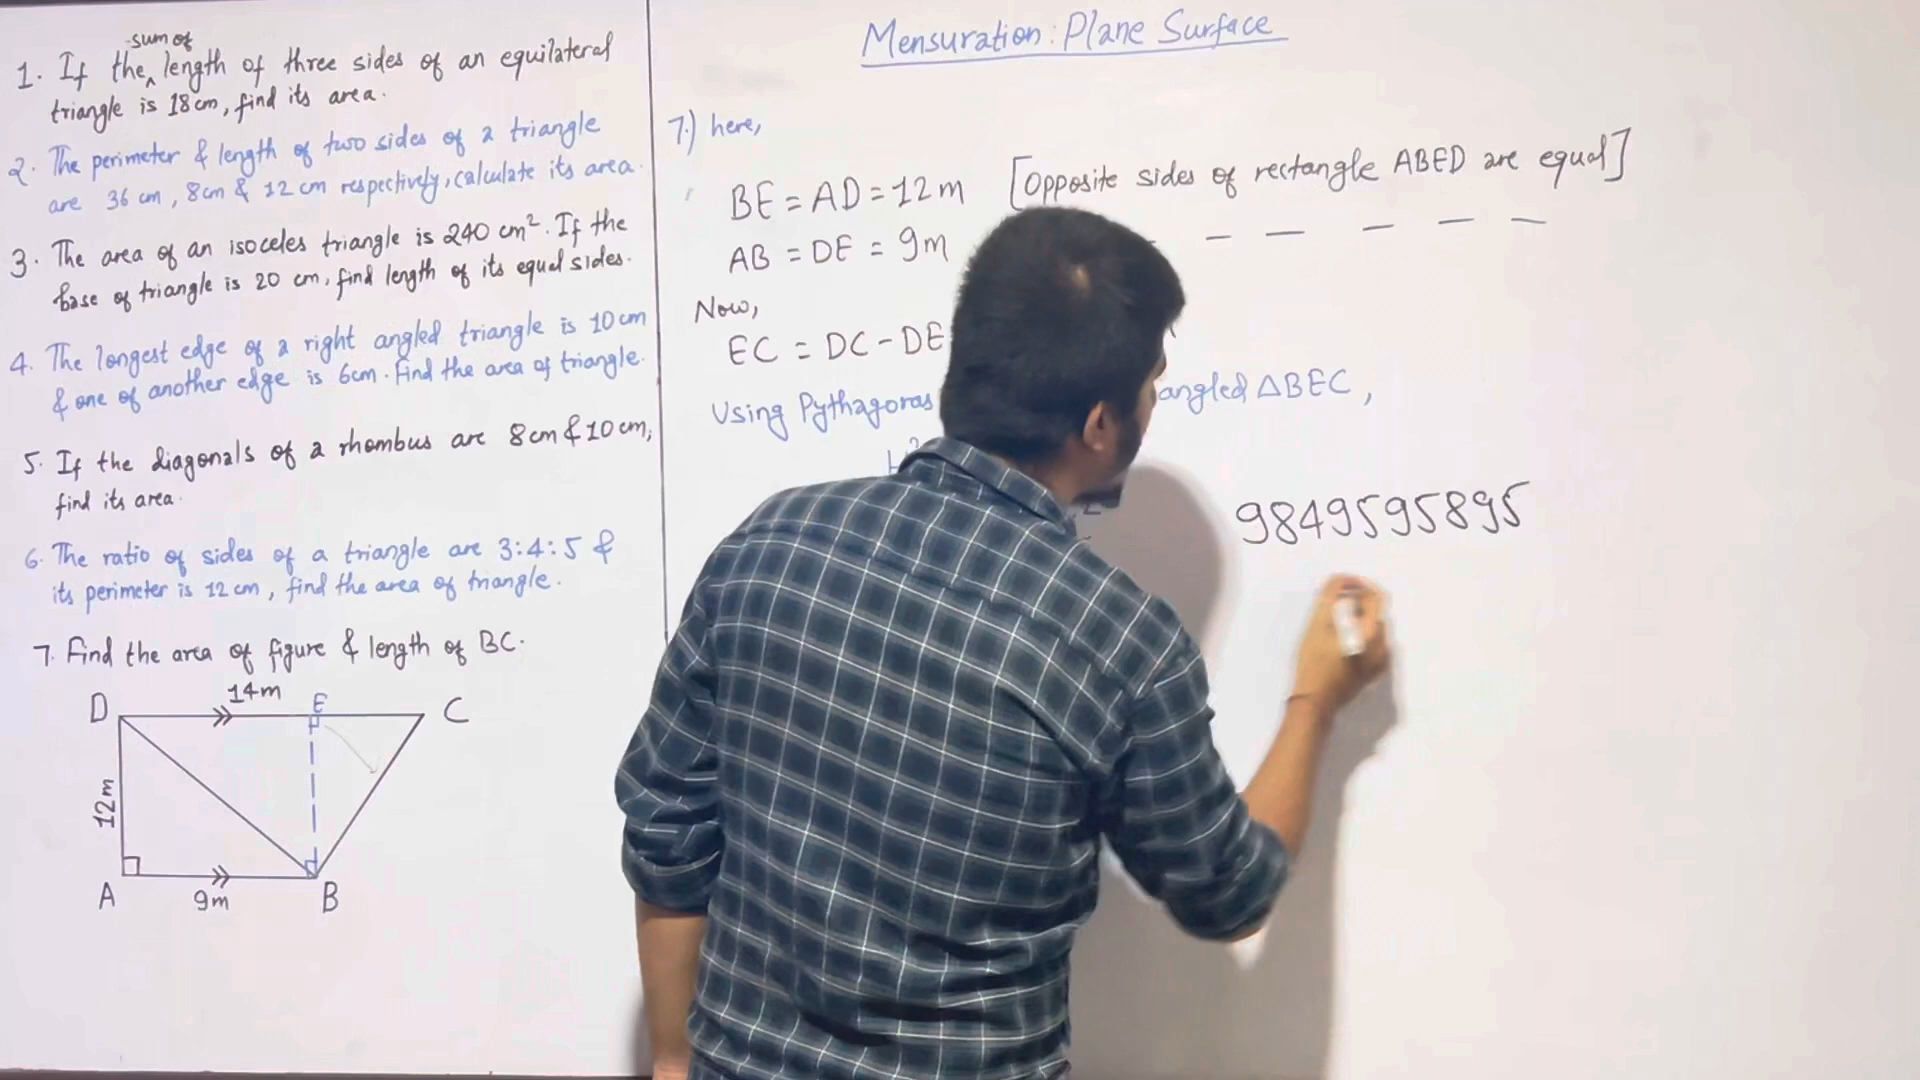 Mensuration: Plane Surface
sum of
1. If the ^ length of three sides of an equilateral
triangle is 18cm, find its area.
2. The perimeter & length of two sides of a triangle
are 36 cm, 8cm & 12 cm respectively, calculate its area.
3. The area of an isoceles triangle is 240 cm². If the
base of triangle is 20 cm, find length of its equal sides.
4. The longest edge of a right angled triangle is 10cm
& one of another edge is 6cm. Find the area of triangle.
5. If the diagonals of a rhombus are 8cm & 10cm,
find its area.
6. The ratio of sides of a triangle are 3:4:5 &
its perimeter is 12 cm, find the area of triangle.
7. Find the area of figure & length of BC.
14m
D E C
12m
A B
9m
7.) here,
BE = AD = 12m [Opposite sides of rectangle ABED are equal]
AB = DE = 9m
Now,
EC = DC - DE
Using Pythagoras angled ΔBEC,
9849595895